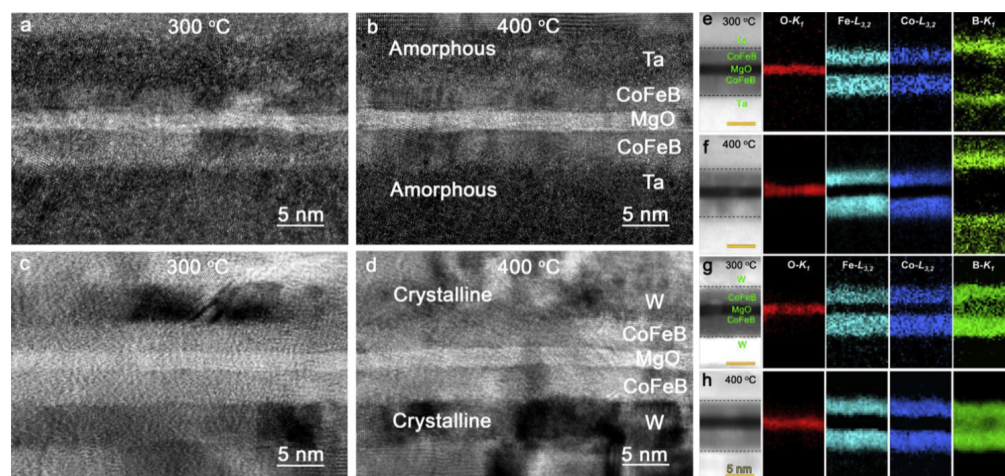 a
300 °C
5 nm
b
400 °C
Amorphous
Ta
CoFeB
MgO
CoFeB
Ta
Amorphous
5 nm
c
300 °C
5 nm
d
400 °C
Crystalline
W
CoFeB
MgO
CoFeB
Crystalline
W
5 nm
e 300 °C
Ta
CoFeB
MgO
CoFeB
Ta
O-K₁
Fe-L₃,₂
Co-L₃,₂
B-K₁
f 400 °C
g 300 °C
W
CoFeB
MgO
CoFeB
W
O-K₁
Fe-L₃,₂
Co-L₃,₂
B-K₁
h 400 °C
5 nm